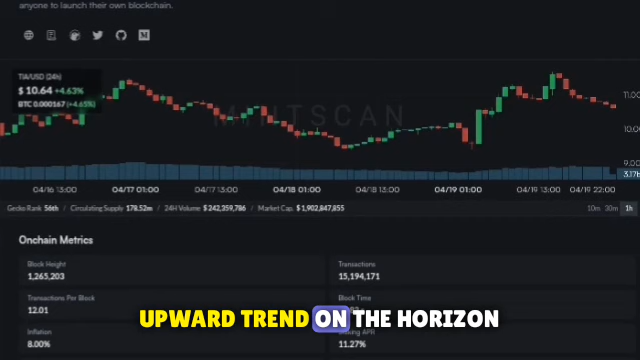 anyone to launch their own blockchain.
TIA/USD (24h)
$ 10.64 +4.63%
BTC 0.000167 (+4.65%)
MINTSCAN
11.00
10.00
9.00
3.17b
04/16 13:00 04/17 01:00 04/17 13:00 04/18 01:00 04/18 13:00 04/19 01:00 04/19 13:00 04/19 22:00
Gecko Rank 56th / Circulating Supply 178.52m / 24H Volume $ 242,359,786 / Market Cap. $ 1,902,847,855 10m 30m 1h
Onchain Metrics
Block Height
1,265,203
Transactions
15,194,171
Transactions Per Block
12.01
Block Time
UPWARD TREND ON THE HORIZON
Inflation
8.00%
Staking APR
11.27%